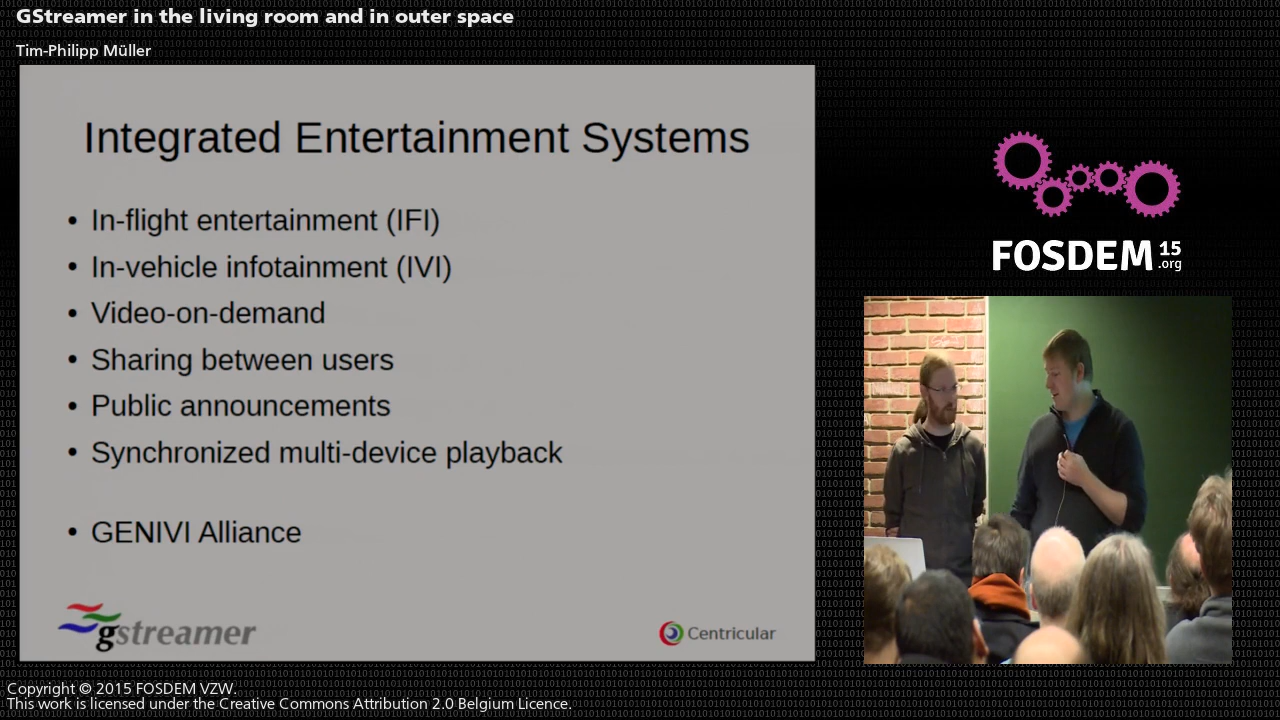 GStreamer in the living room and in outer space
Tim-Philipp Müller
Integrated Entertainment Systems
• In-flight entertainment (IFI)
• In-vehicle infotainment (IVI)
• Video-on-demand
• Sharing between users
• Public announcements
• Synchronized multi-device playback
• GENIVI Alliance
gstreamer
Centricular
FOSDEM 15
.org
Copyright © 2015 FOSDEM VZW.
This work is licensed under the Creative Commons Attribution 2.0 Belgium Licence.